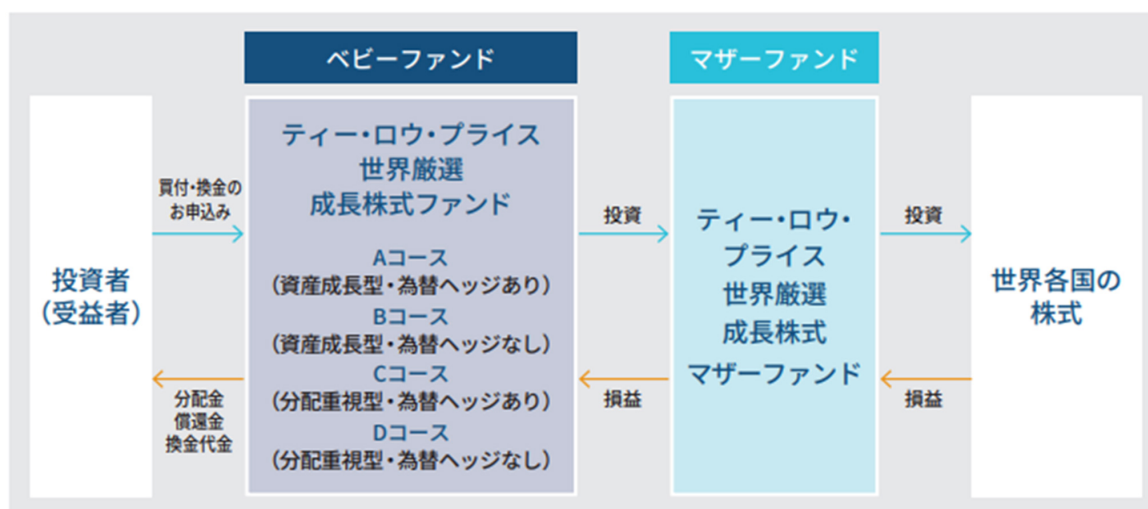 ベビーファンド
マザーファンド
投資者
(受益者)
買付・換金の
お申込み
分配金
償還金
換金代金
ティー・ロウ・プライス
世界厳選
成長株式ファンド
Aコース
(資産成長型・為替ヘッジあり)
Bコース
(資産成長型・為替ヘッジなし)
Cコース
(分配重視型・為替ヘッジあり)
Dコース
(分配重視型・為替ヘッジなし)
投資
損益
ティー・ロウ・
プライス
世界厳選
成長株式
マザーファンド
投資
損益
世界各国の
株式